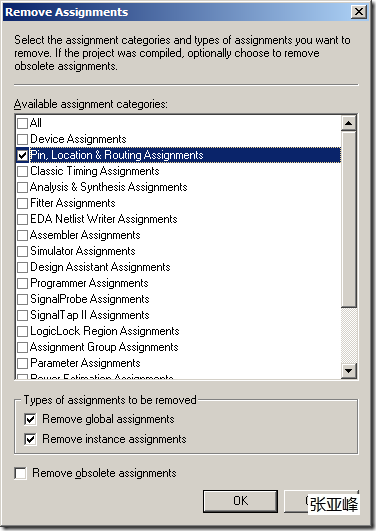 Remove Assignments
Select the assignment categories and types of assignments you want to
remove. If the project was compiled, optionally choose to remove
obsolete assignments.
Available assignment categories:
All
Device Assignments
Pin, Location & Routing Assignments
Classic Timing Assignments
Analysis & Synthesis Assignments
Fitter Assignments
EDA Netlist Writer Assignments
Assembler Assignments
Simulator Assignments
Design Assistant Assignments
Programmer Assignments
SignalProbe Assignments
SignalTap II Assignments
LogicLock Region Assignments
Assignment Group Assignments
Parameter Assignments
Power Estimation Assignments
Types of assignments to be removed
Remove global assignments
Remove instance assignments
Remove obsolete assignments
OK
张亚峰